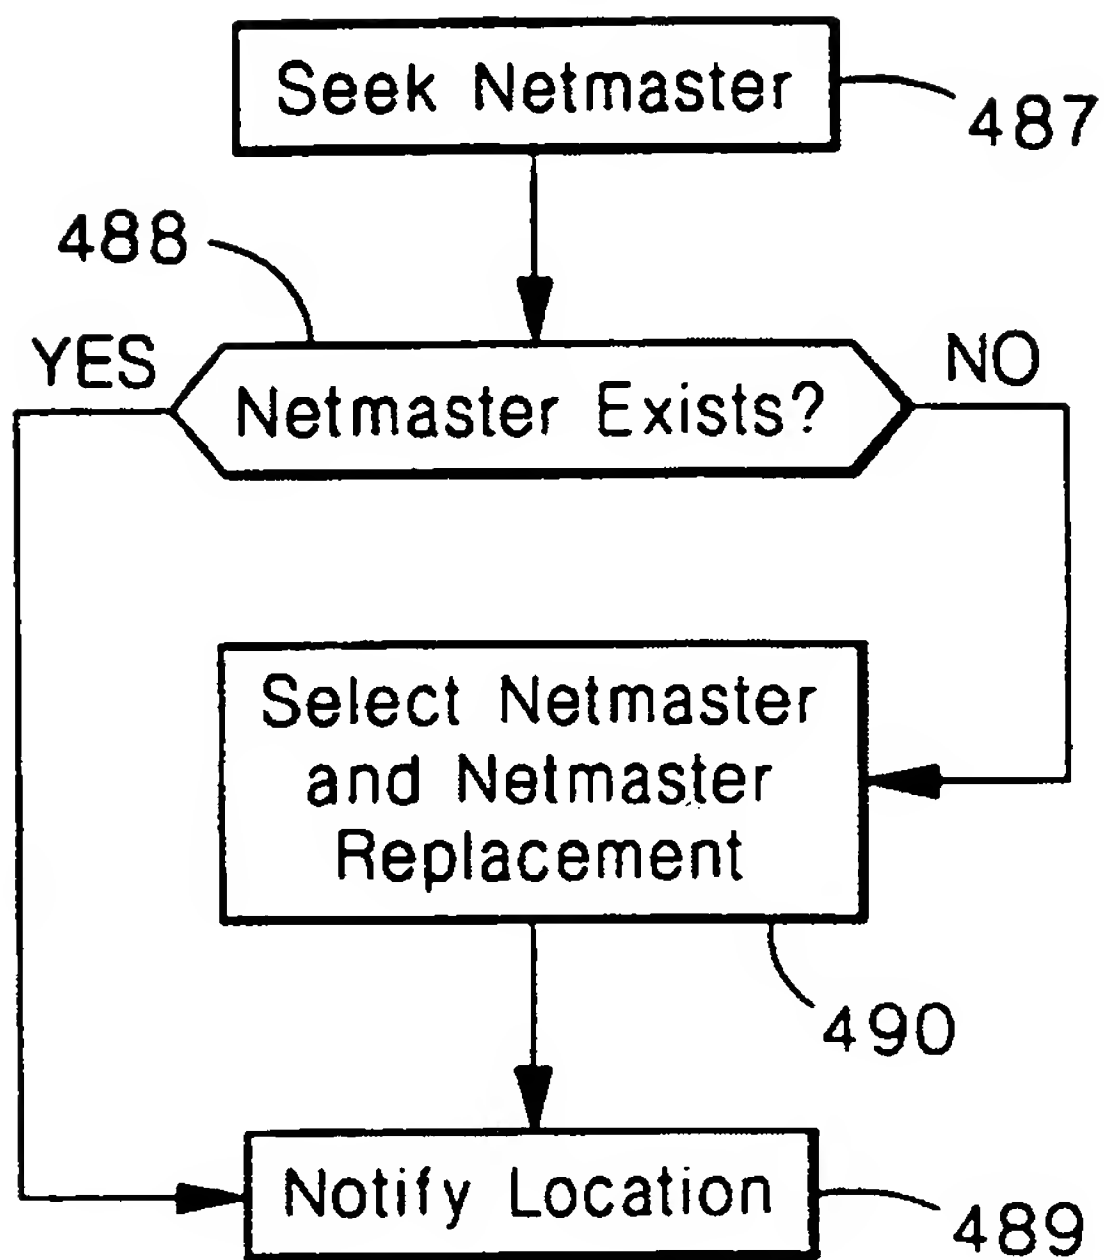 Seek Netmaster
487
488
YES
NO
Netmaster Exists?
Select Netmaster
and Netmaster
Replacement
490
Notify Location
489